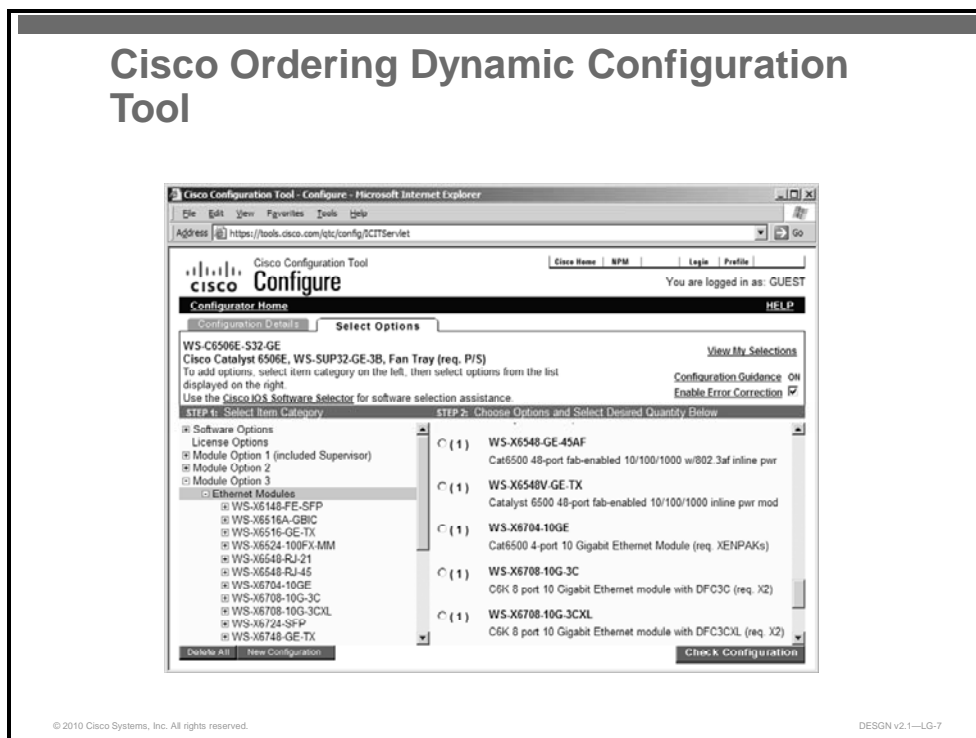 Cisco Ordering Dynamic Configuration
Tool
Cisco Configuration Tool - Configure - Microsoft Internet Explorer
File Edit View Favorites Tools Help
Address https://tools.cisco.com/qtc/config/ICITServlet Go
Cisco Configuration Tool
Cisco Home | NPM | Login | Profile
CISCO Configure
You are logged in as: GUEST
Configurator Home HELP
Configuration Details Select Options
WS-C6506E-S32-GE
Cisco Catalyst 6506E, WS-SUP32-GE-3B, Fan Tray (req. P/S)
View My Selections
To add options, select item category on the left, then select options from the list
displayed on the right.
Configuration Guidance ON
Use the Cisco IOS Software Selector for software selection assistance.
Enable Error Correction
STEP 1: Select Item Category
STEP 2: Choose Options and Select Desired Quantity Below
Software Options
License Options
Module Option 1 (included Supervisor)
Module Option 2
Module Option 3
Ethernet Modules
WS-X6148-FE-SFP
WS-X6516A-GBIC
WS-X6516-GE-TX
WS-X6524-100FX-MM
WS-X6548-RJ-21
WS-X6548-RJ-45
WS-X6704-10GE
WS-X6708-10G-3C
WS-X6708-10G-3CXL
WS-X6724-SFP
WS-X6748-GE-TX
(1) WS-X6548-GE-45AF
Cat6500 48-port fab-enabled 10/100/1000 w/802.3af inline pwr
(1) WS-X6548V-GE-TX
Catalyst 6500 48-port fab-enabled 10/100/1000 inline pwr mod
(1) WS-X6704-10GE
Cat6500 4-port 10 Gigabit Ethernet Module (req. XENPAKs)
(1) WS-X6708-10G-3C
C6K 8 port 10 Gigabit Ethernet module with DFC3C (req. X2)
(1) WS-X6708-10G-3CXL
C6K 8 port 10 Gigabit Ethernet module with DFC3CXL (req. X2)
Delete All New Configuration Check Configuration
© 2010 Cisco Systems, Inc. All rights reserved. DESGN v2.1—LG-7